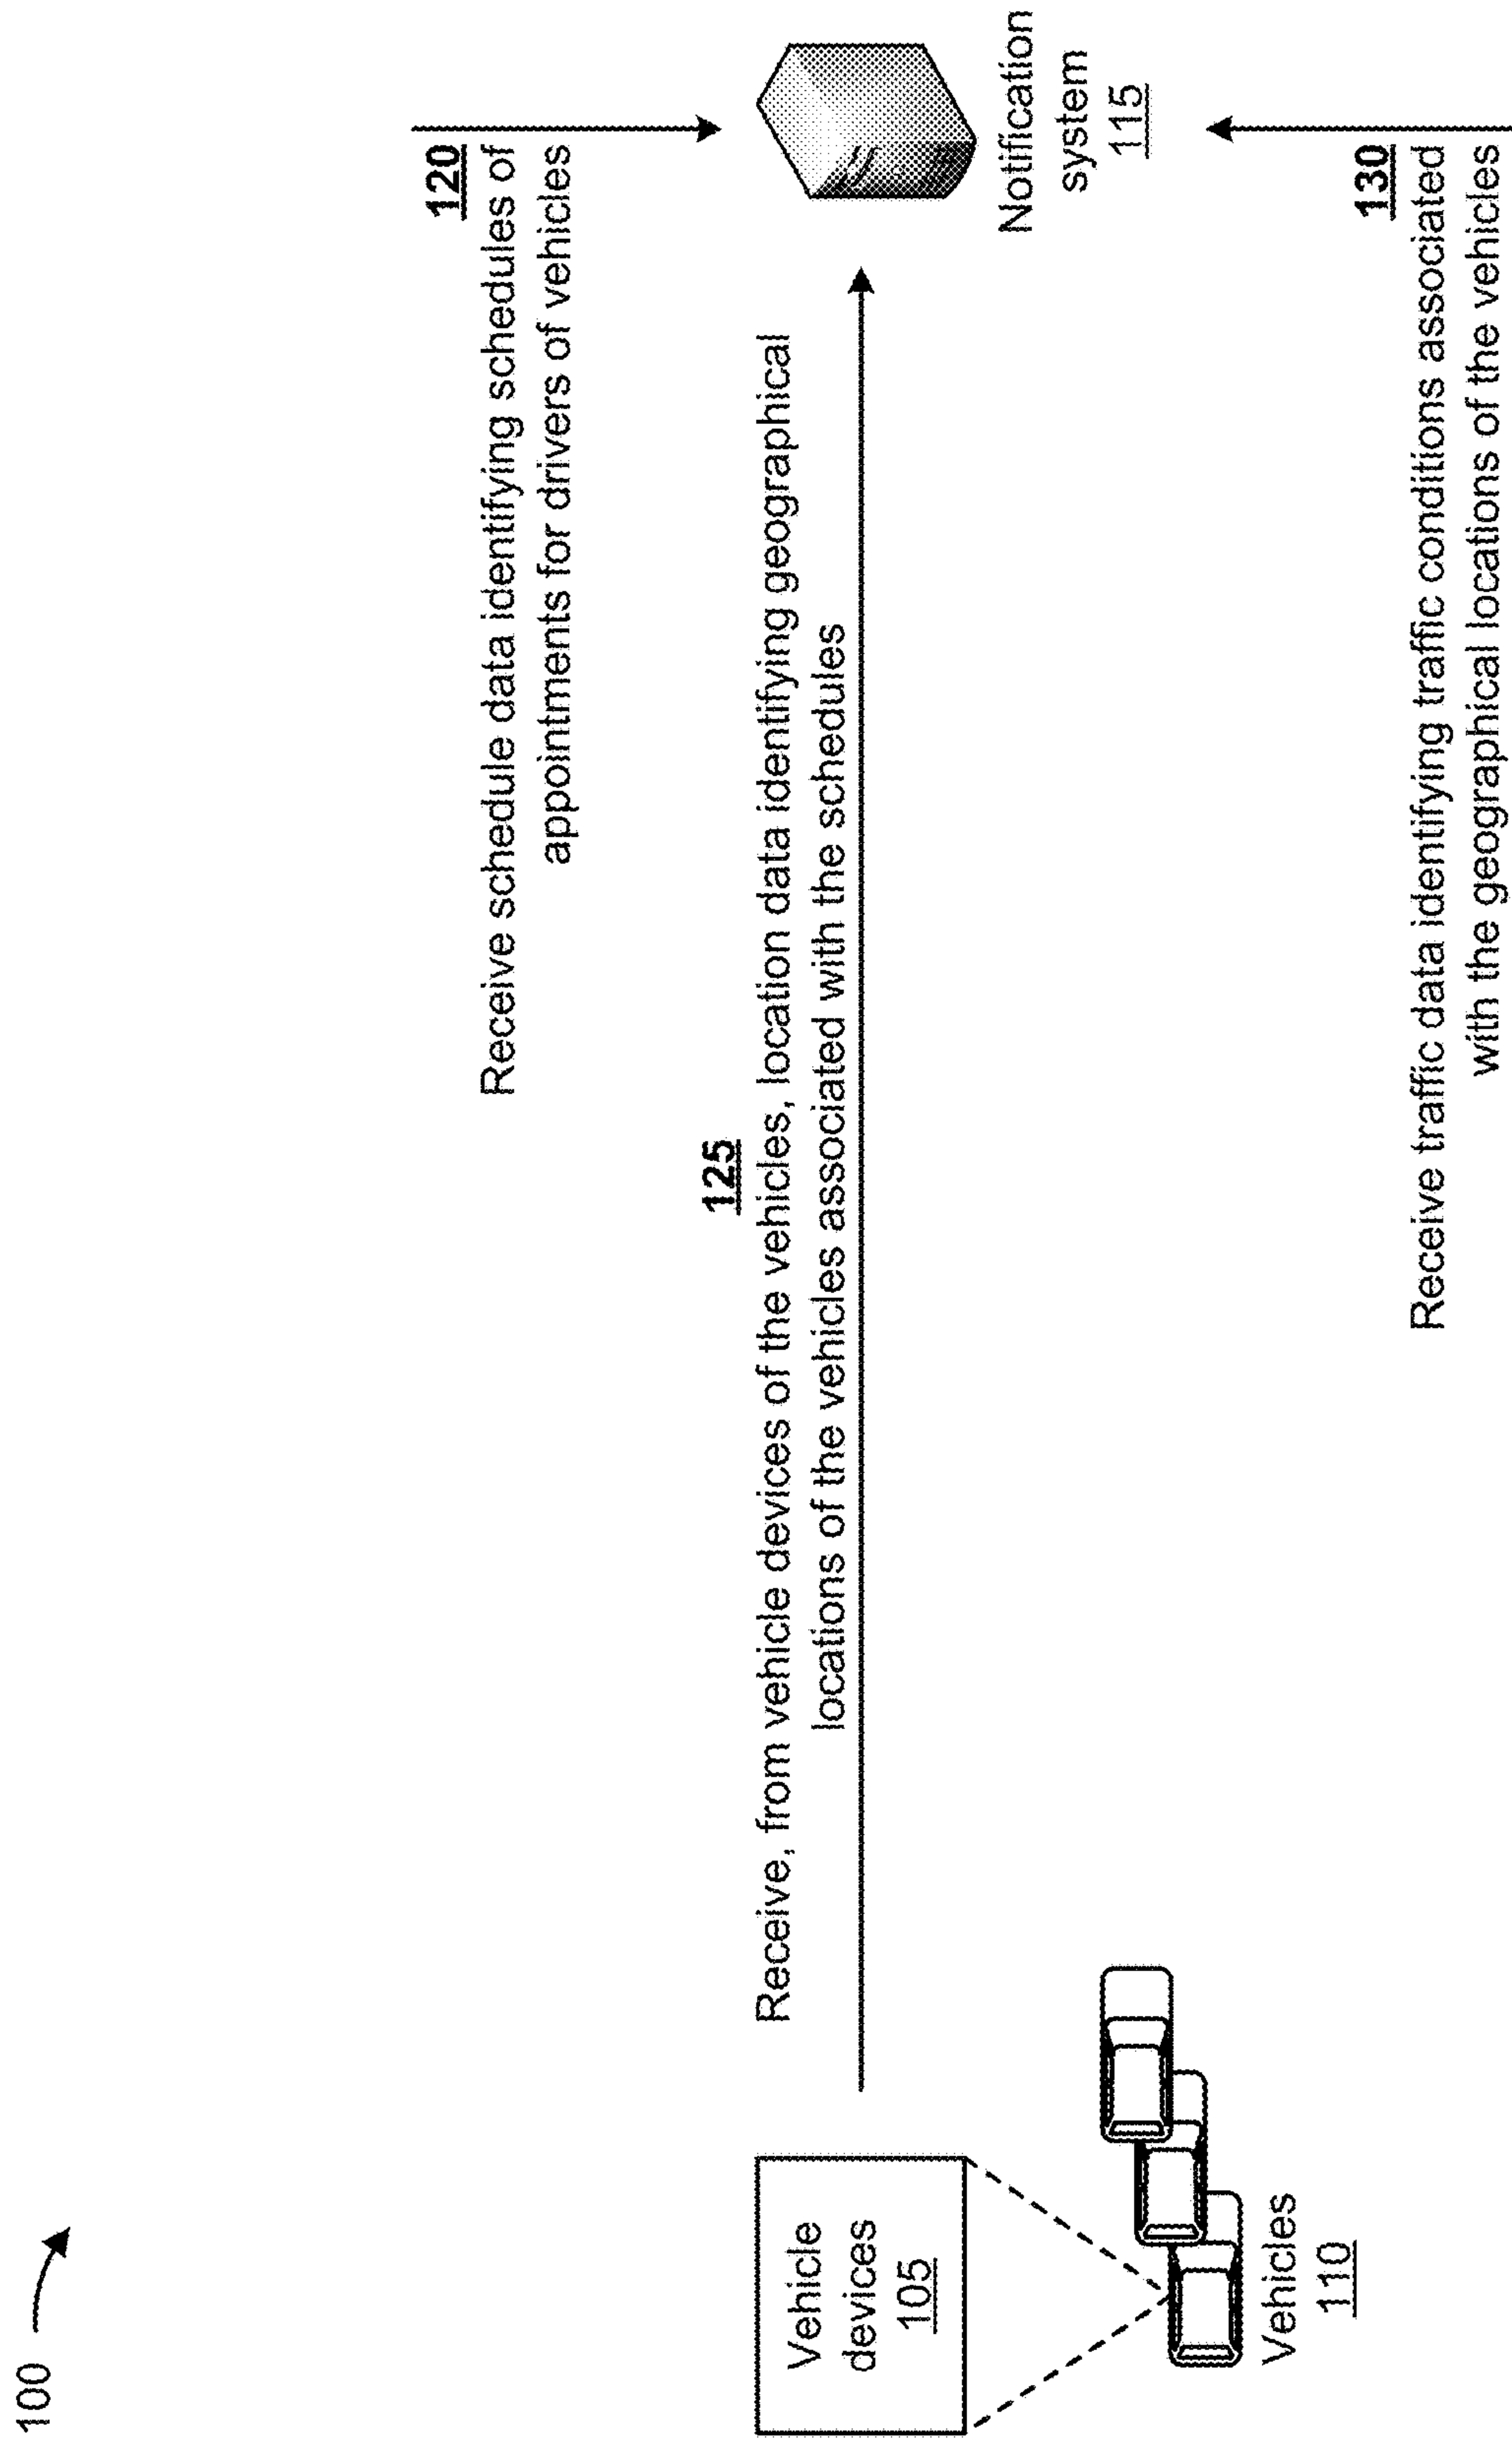 100
120
Receive schedule data identifying schedules of
appointments for drivers of vehicles
125
Receive, from vehicle devices of the vehicles, location data identifying geographical
locations of the vehicles associated with the schedules
Vehicle
devices
105
Vehicles
110
Notification
system
115
130
Receive traffic data identifying traffic conditions associated
with the geographical locations of the vehicles